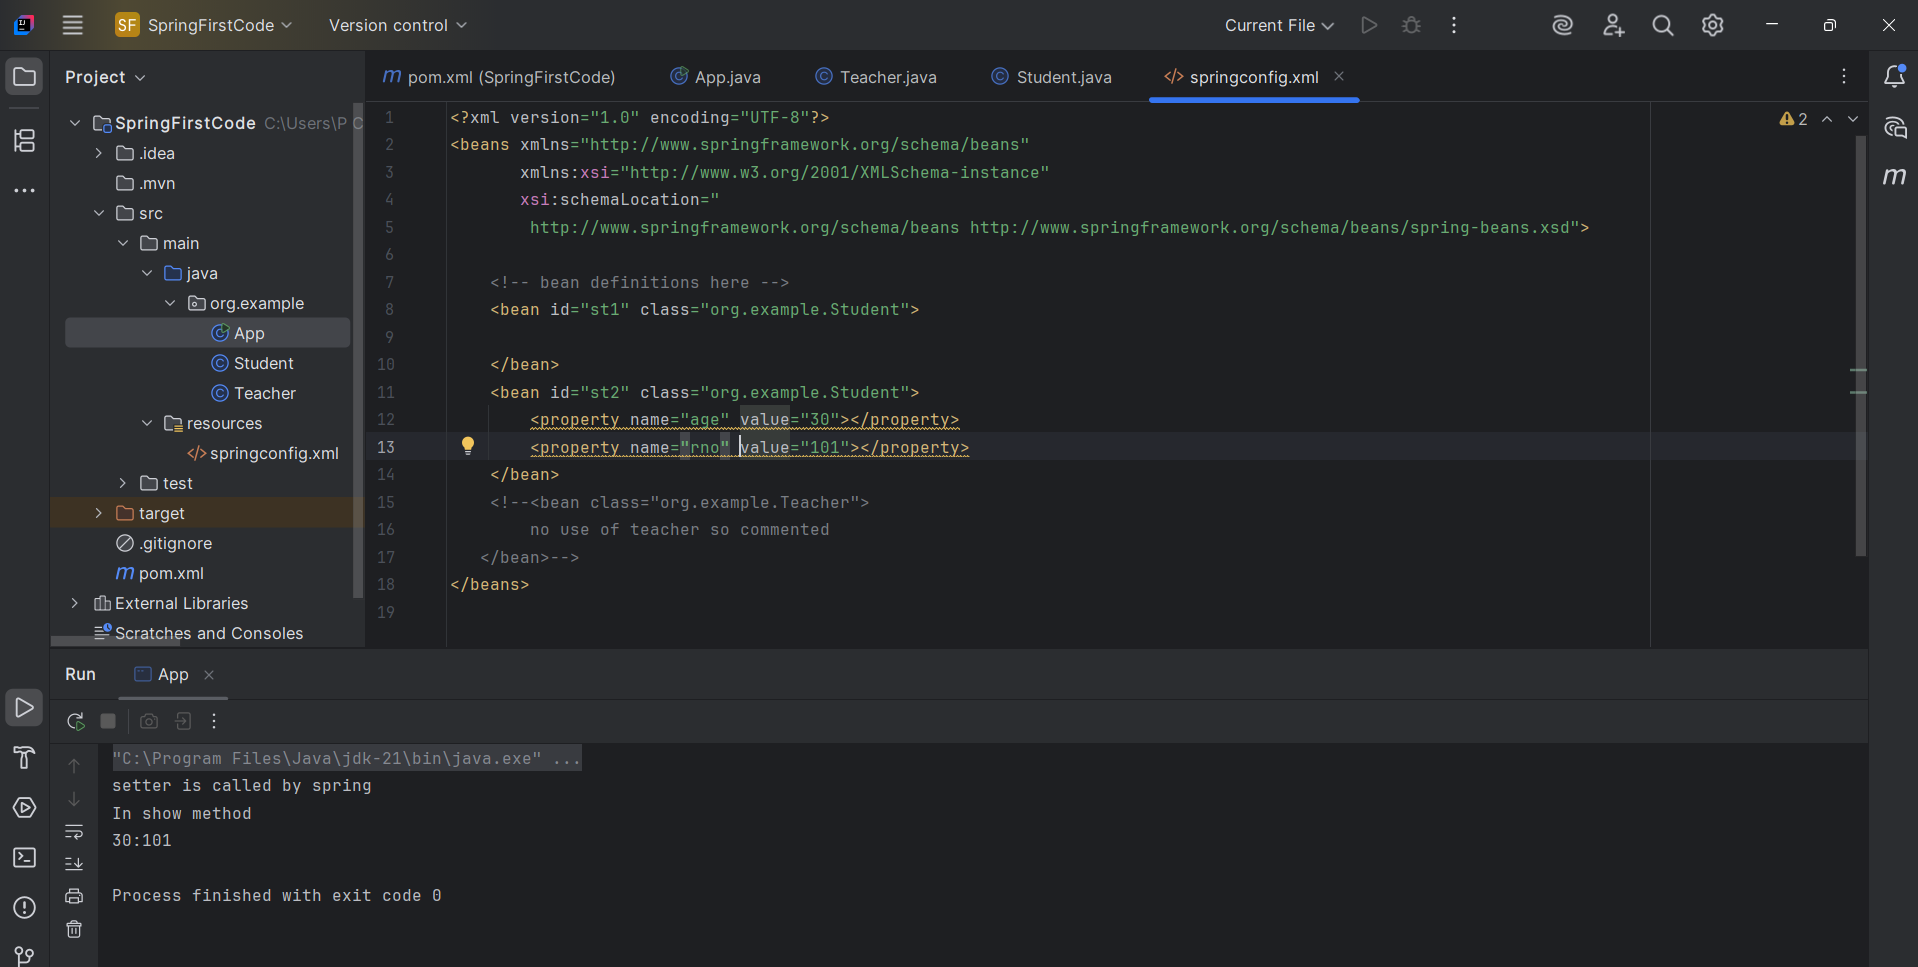 SF SpringFirstCode Version control Current File
Project
pom.xml (SpringFirstCode) App.java Teacher.java Student.java springconfig.xml
SpringFirstCode C:\Users\P C
.idea
.mvn
src
main
java
org.example
App
Student
Teacher
resources
springconfig.xml
test
target
.gitignore
m pom.xml
External Libraries
Scratches and Consoles
2
1 <?xml version="1.0" encoding="UTF-8"?>
2 <beans xmlns="http://www.springframework.org/schema/beans"
3 xmlns:xsi="http://www.w3.org/2001/XMLSchema-instance"
4 xsi:schemaLocation="
5 http://www.springframework.org/schema/beans http://www.springframework.org/schema/beans/spring-beans.xsd">
6
7 <!-- bean definitions here -->
8 <bean id="st1" class="org.example.Student">
9
10 </bean>
11 <bean id="st2" class="org.example.Student">
12 <property name="age" value="30"></property>
13 <property name="rno" value="101"></property>
14 </bean>
15 <!--<bean class="org.example.Teacher">
16 no use of teacher so commented
17 </bean>-->
18 </beans>
19
Run App
"C:\Program Files\Java\jdk-21\bin\java.exe" ...
setter is called by spring
In show method
30:101
Process finished with exit code 0